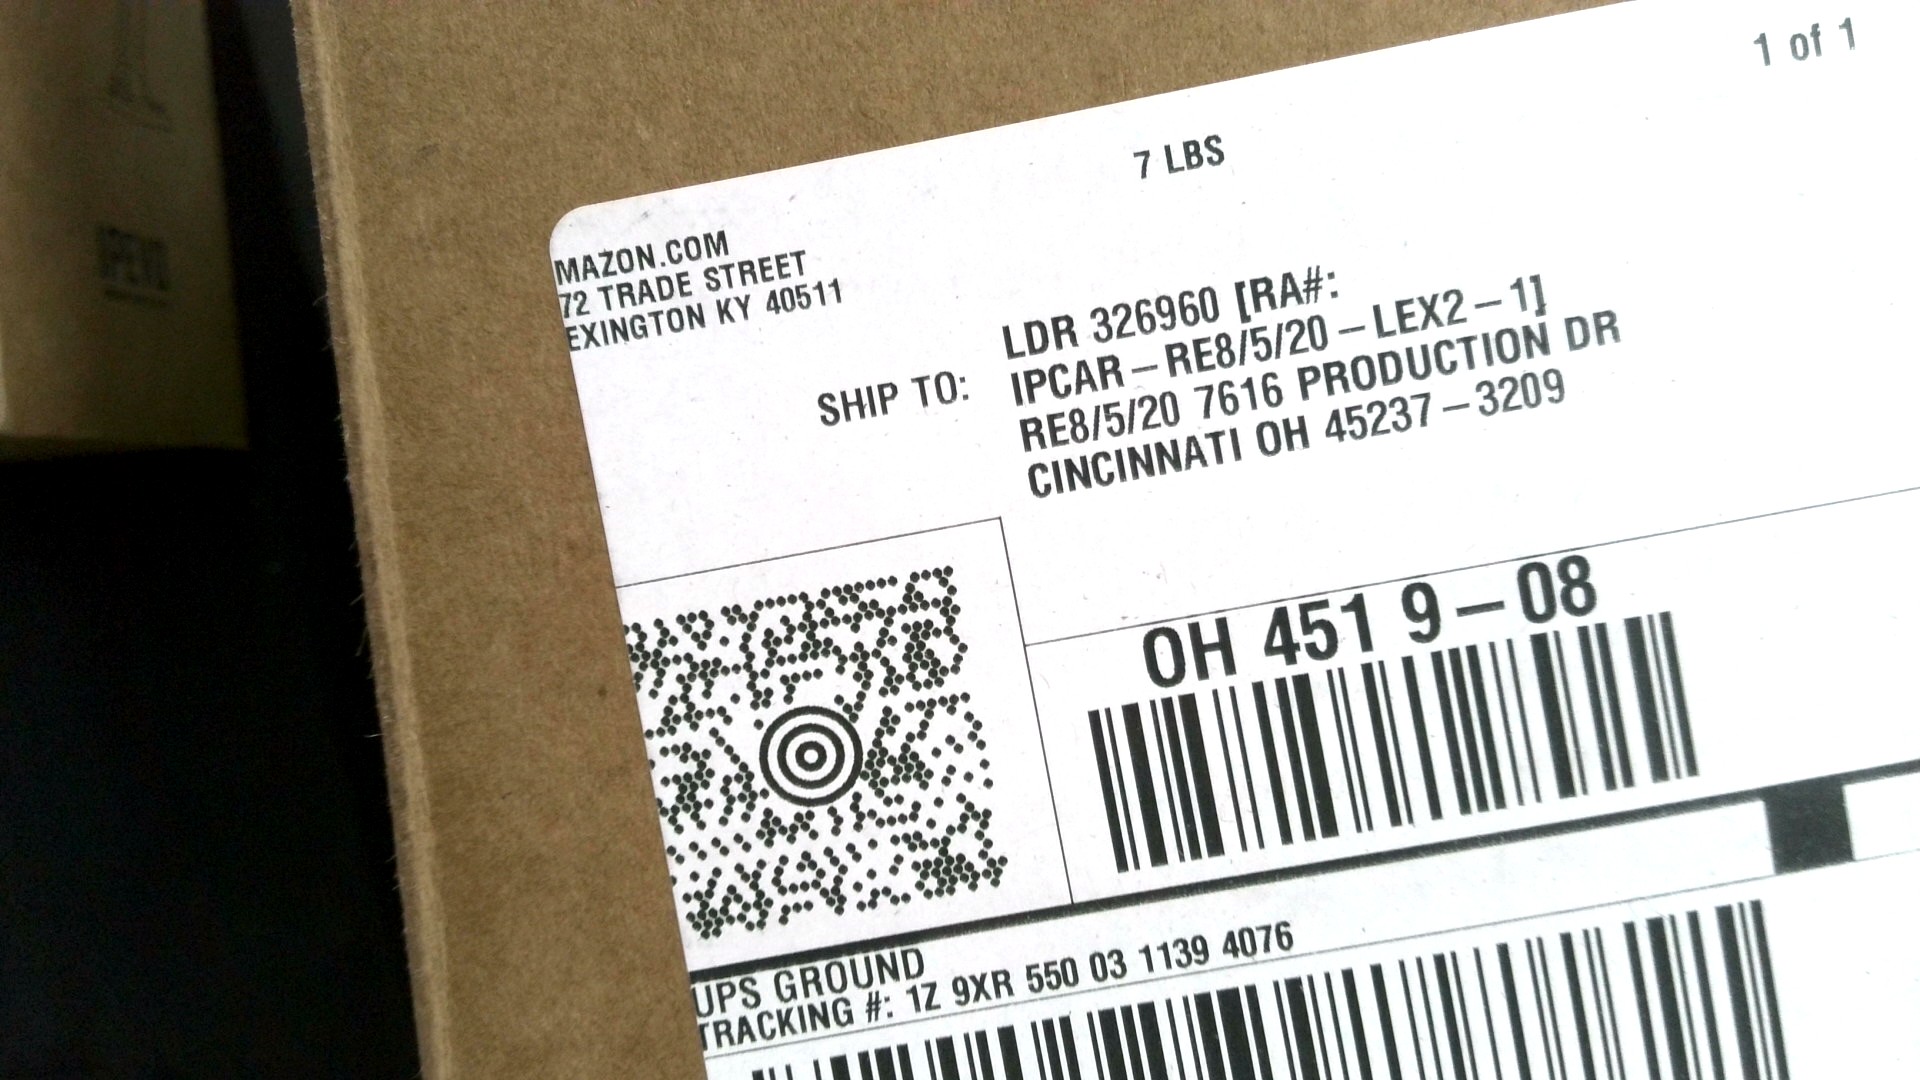 1 of 1
7 LBS
MAZON.COM
72 TRADE STREET
EXINGTON KY 40511
SHIP TO:
LDR 326960 [RA#:
IPCAR-RE8/5/20-LEX2-1]
RE8/5/20 7616 PRODUCTION DR
CINCINNATI OH 45237-3209
OH 451 9-08
UPS GROUND
TRACKING #: 1Z 9XR 550 03 1139 4076